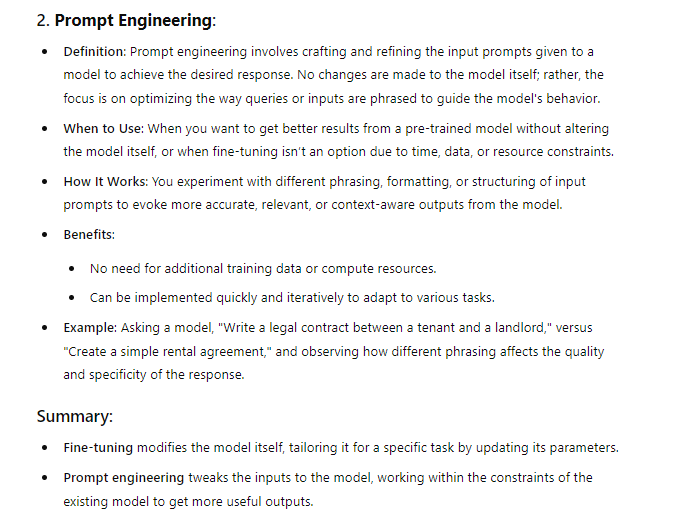 2. Prompt Engineering:
• Definition: Prompt engineering involves crafting and refining the input prompts given to a
model to achieve the desired response. No changes are made to the model itself; rather, the
focus is on optimizing the way queries or inputs are phrased to guide the model's behavior.
• When to Use: When you want to get better results from a pre-trained model without altering
the model itself, or when fine-tuning isn't an option due to time, data, or resource constraints.
• How It Works: You experiment with different phrasing, formatting, or structuring of input
prompts to evoke more accurate, relevant, or context-aware outputs from the model.
• Benefits:
• No need for additional training data or compute resources.
• Can be implemented quickly and iteratively to adapt to various tasks.
• Example: Asking a model, "Write a legal contract between a tenant and a landlord," versus
"Create a simple rental agreement," and observing how different phrasing affects the quality
and specificity of the response.
Summary:
• Fine-tuning modifies the model itself, tailoring it for a specific task by updating its parameters.
• Prompt engineering tweaks the inputs to the model, working within the constraints of the
existing model to get more useful outputs.